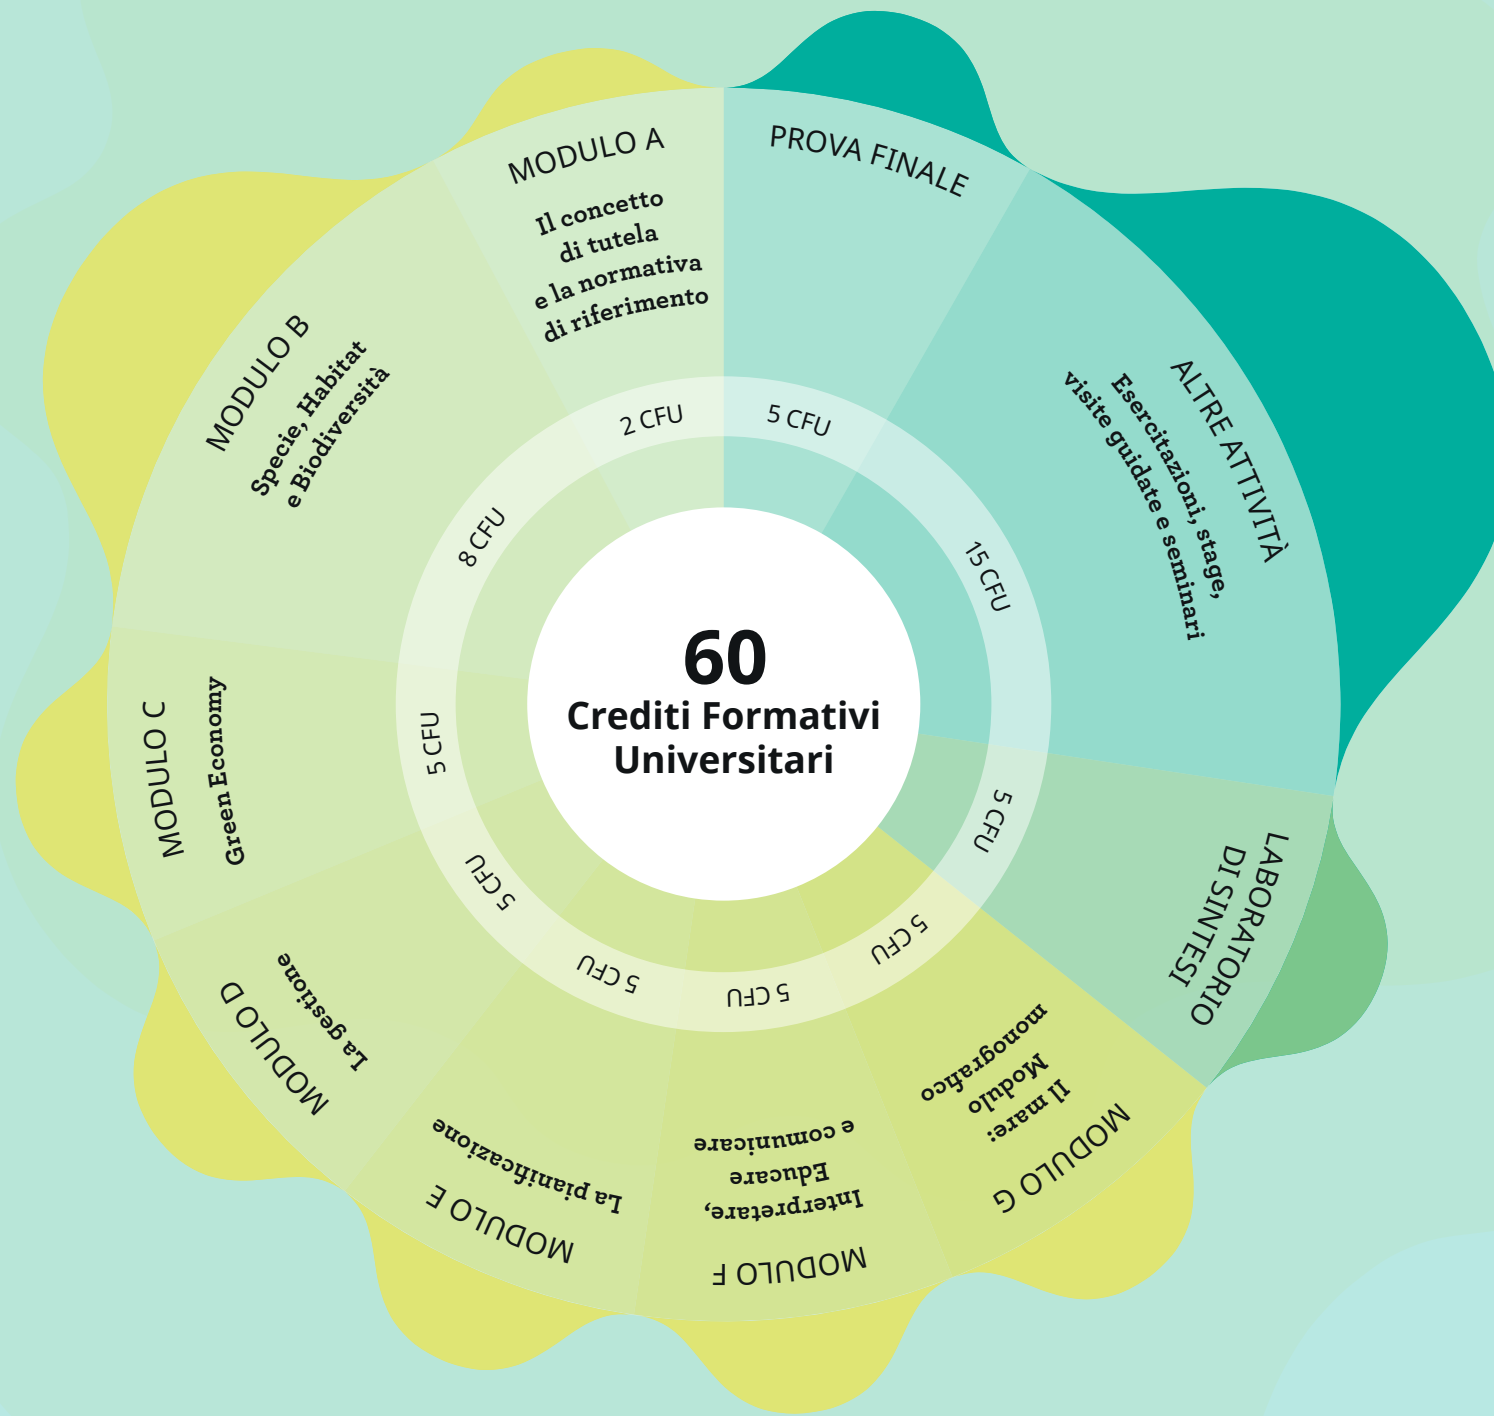 60
Crediti Formativi
Universitari
MODULO A
Il concetto
di tutela
e la normativa
di riferimento
2 CFU
MODULO B
Specie, Habitat
e Biodiversità
8 CFU
MODULO C
Green Economy
5 CFU
MODULO D
La gestione
5 CFU
MODULO E
La pianificazione
5 CFU
MODULO F
Interpretare,
Educare
e comunicare
5 CFU
MODULO G
Il mare:
Modulo
monografico
5 CFU
LABORATORIO
DI SINTESI
5 CFU
ALTRE ATTIVITÀ
Esercitazioni, stage,
visite guidate e seminari
15 CFU
PROVA FINALE
5 CFU